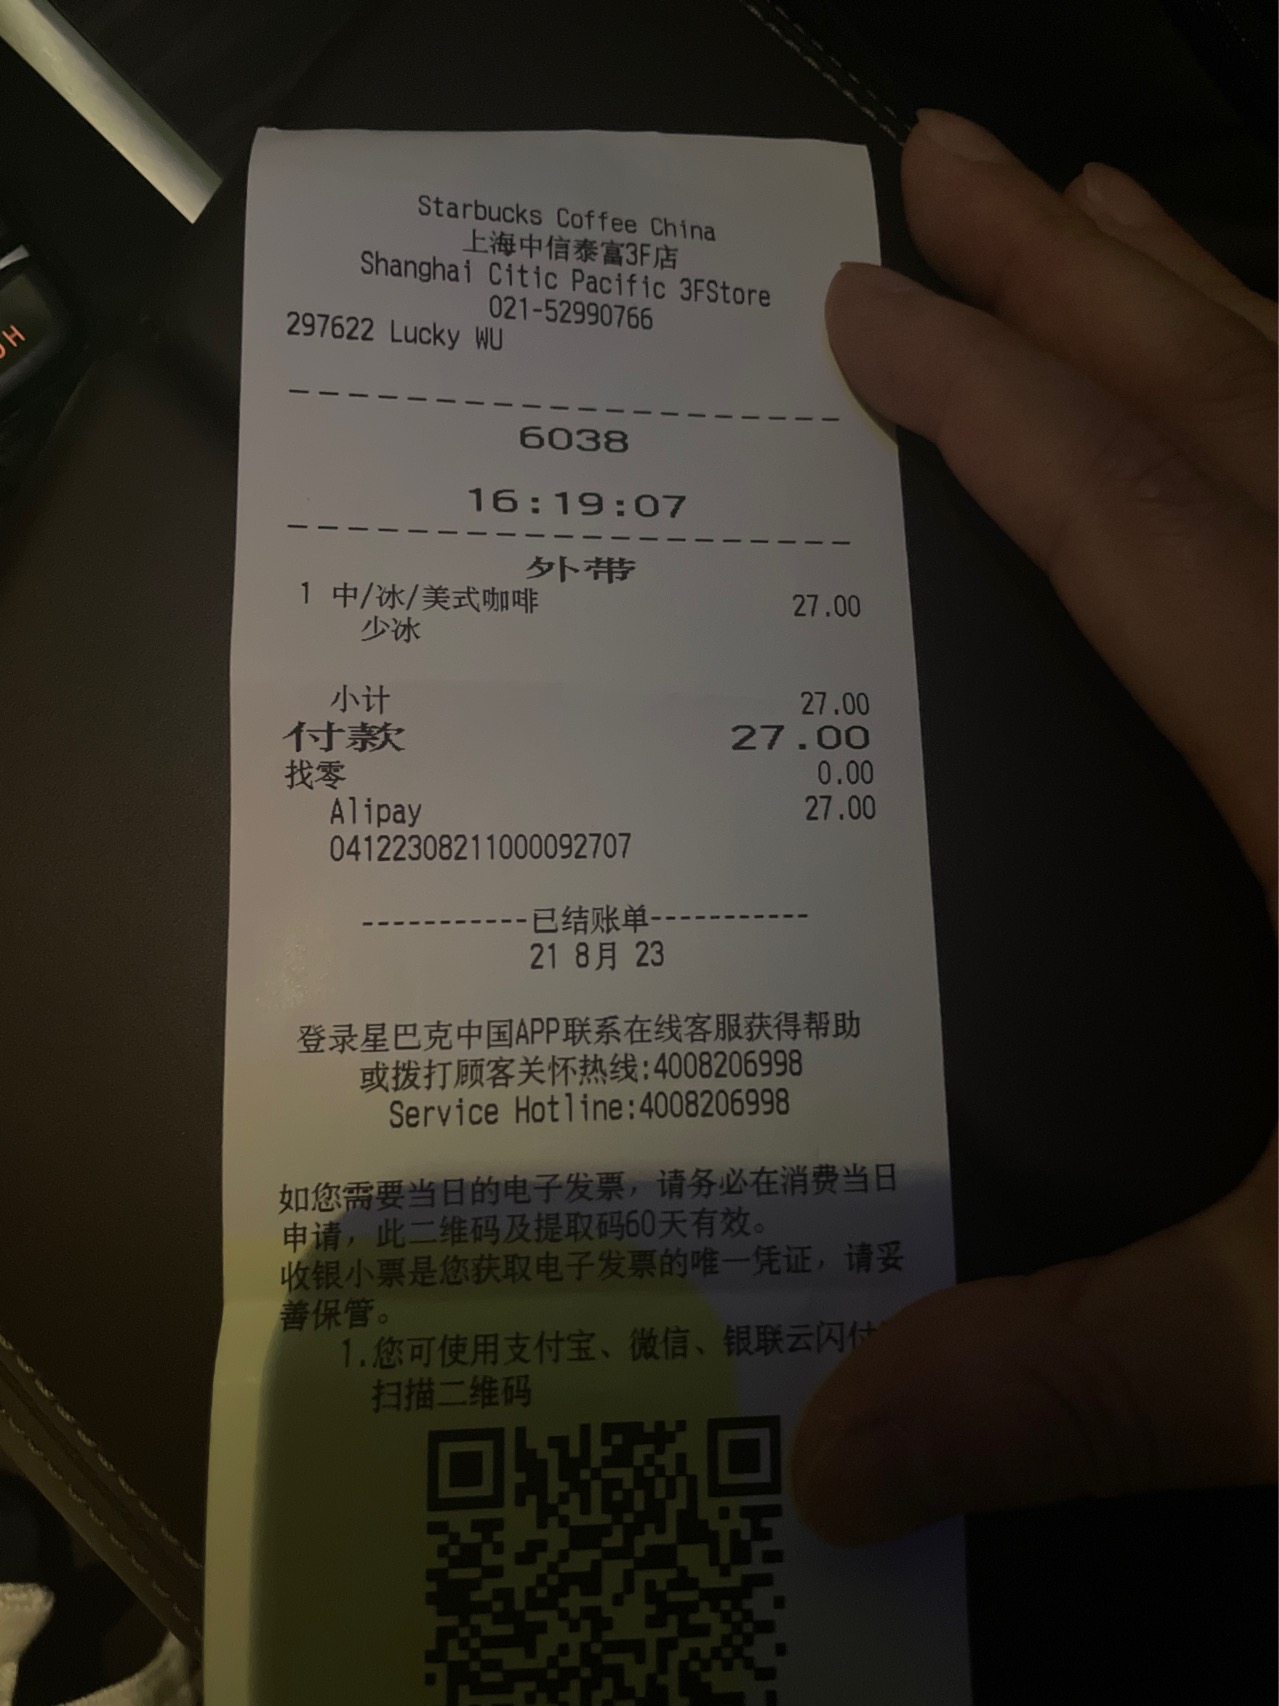 Starbucks Coffee China
上海中信泰富3F店
Shanghai Citic Pacific 3FStore
021-52990766
297622 Lucky WU
6038
16:19:07
外带
1 中/冰/美式咖啡 27.00
少冰
小计 27.00
付款 27.00
找零 0.00
Alipay 27.00
04122308211000092707
-----------已结账单-----------
21 8月 23
登录星巴克中国APP联系在线客服获得帮助
或拨打顾客关怀热线:4008206998
Service Hotline:4008206998
如您需要当日的电子发票，请务必在消费当日
申请，此二维码及提取码60天有效。
收银小票是您获取电子发票的唯一凭证，请妥
善保管。
1.您可使用支付宝、微信、银联云闪付
扫描二维码